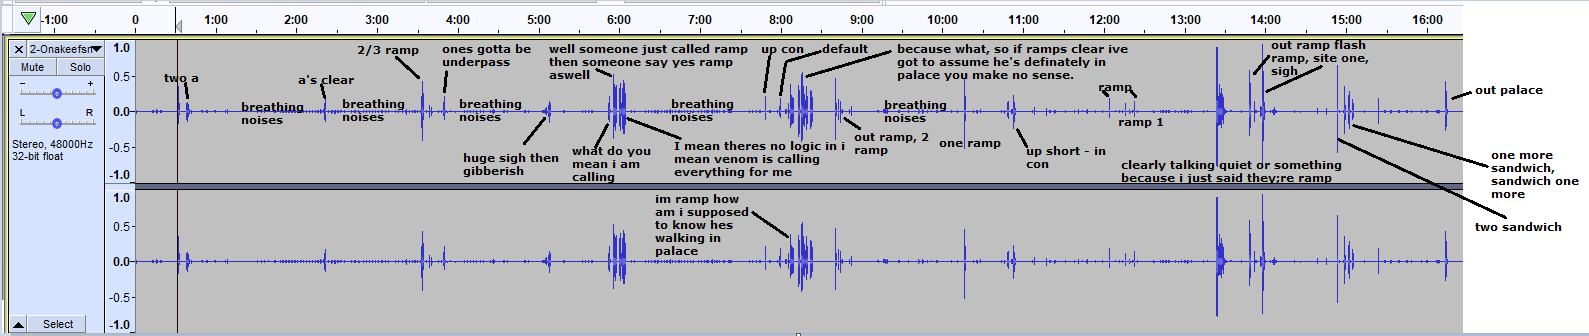 -1:00 0 1:00 2:00 3:00 4:00 5:00 6:00 7:00 8:00 9:00 10:00 11:00 12:00 13:00 14:00 15:00 16:00
2-Onakeefsn
Mute Solo
- +
L R
Stereo, 48000Hz
32-bit float
Select
1.0
0.5
0.0
-0.5
-1.0
1.0
0.5
0.0
-0.5
-1.0
two a
breathing
noises
a's clear
breathing
noises
2/3 ramp
ones gotta be
underpass
breathing
noises
huge sigh then
gibberish
well someone just called ramp
then someone say yes ramp
aswell
what do you
mean i am
calling
breathing
noises
I mean theres no logic in i
mean venom is calling
everything for me
im ramp how
am i supposed
to know hes
walking in
palace
up con
default
because what, so if ramps clear ive
got to assume he's definately in
palace you make no sense.
out ramp, 2
ramp
breathing
noises
one ramp
up short - in
con
ramp
ramp 1
clearly talking quiet or something
because i just said they;re ramp
out ramp flash
ramp, site one,
sigh
out palace
one more
sandwich,
sandwich one
more
two sandwich